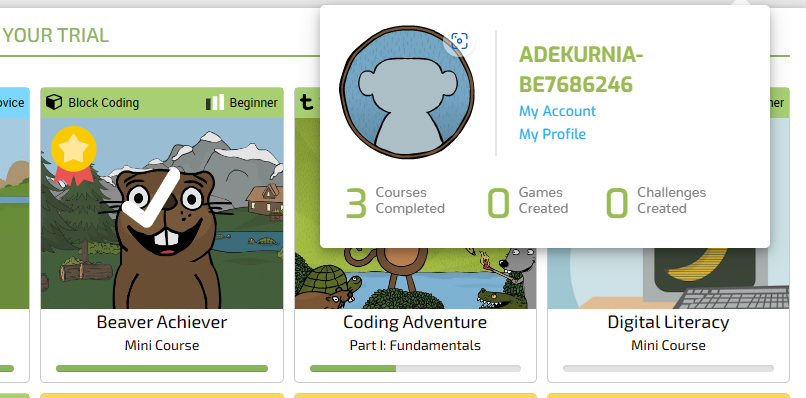 YOUR TRIAL
ADEKURNIA-
BE7686246
My Account
My Profile
3 Courses Completed
0 Games Created
0 Challenges Created
ovice
Block Coding
Beginner
t
ner
Beaver Achiever
Mini Course
Coding Adventure
Part I: Fundamentals
Digital Literacy
Mini Course